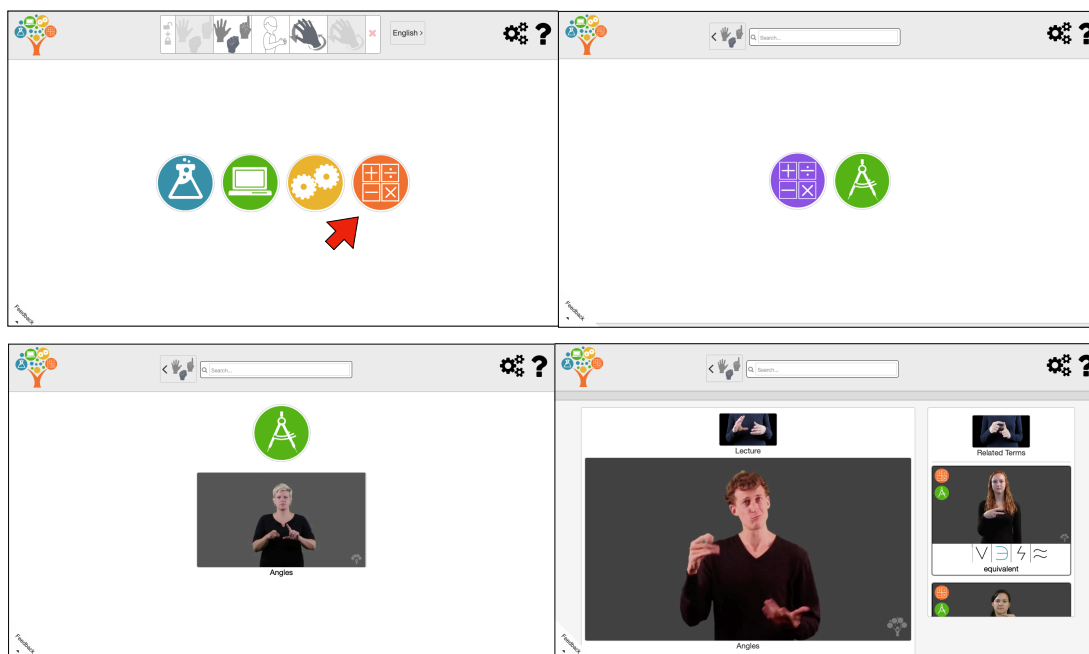 English >
?
Feedback
<
Search...
?
Feedback
<
Search...
?
Angles
Feedback
<
Search...
?
Lecture
Related Terms
equivalent
Angles
Feedback